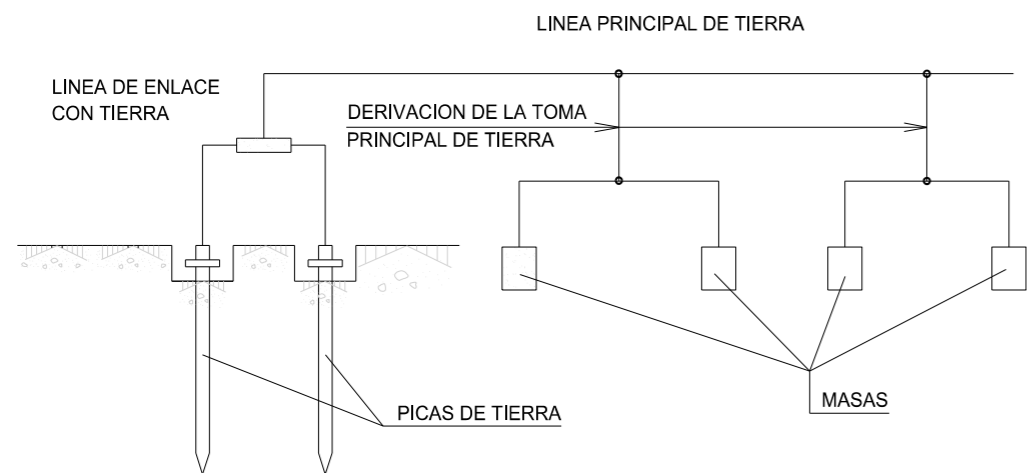 LINEA PRINCIPAL DE TIERRA
LINEA DE ENLACE
CON TIERRA
DERIVACION DE LA TOMA
PRINCIPAL DE TIERRA
MASAS
PICAS DE TIERRA